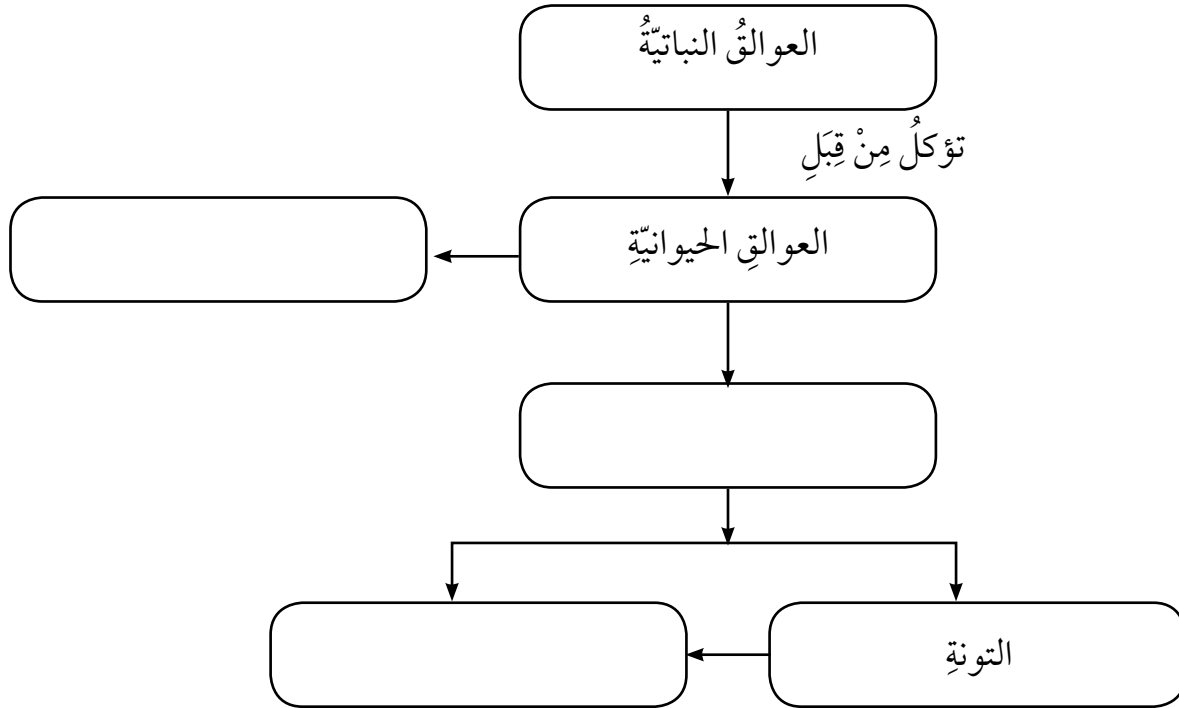 العوالقُ النباتيّةُ
تؤكلُ مِنْ قِبَلِ
العوالقِ الحيوانيّةِ
التونةِ